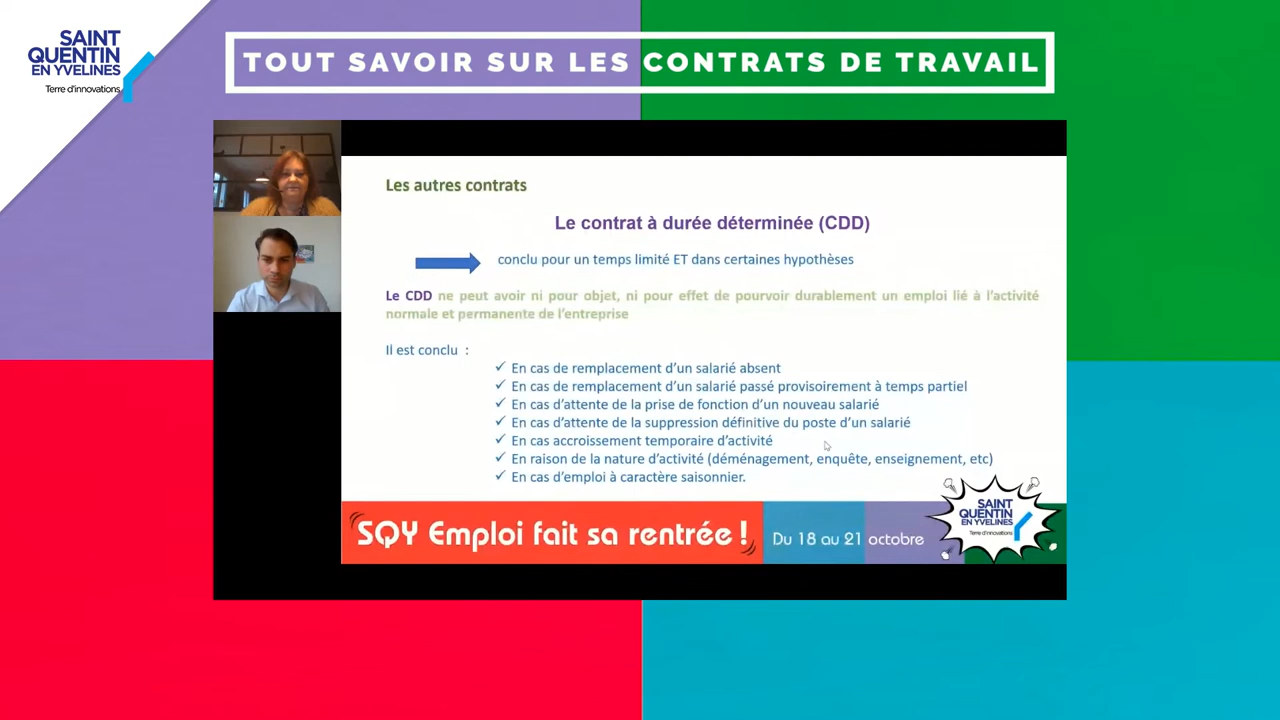 SAINT
QUENTIN
EN YVELINES
Terre d'innovations
TOUT SAVOIR SUR LES CONTRATS DE TRAVAIL
Les autres contrats
Le contrat à durée déterminée (CDD)
conclu pour un temps limité ET dans certaines hypothèses
Le CDD ne peut avoir ni pour objet, ni pour effet de pourvoir durablement un emploi lié à l'activité
normale et permanente de l'entreprise
Il est conclu :
✓ En cas de remplacement d'un salarié absent
✓ En cas de remplacement d'un salarié passé provisoirement à temps partiel
✓ En cas d'attente de la prise de fonction d'un nouveau salarié
✓ En cas d'attente de la suppression définitive du poste d'un salarié
✓ En cas accroissement temporaire d'activité
✓ En raison de la nature d'activité (déménagement, enquête, enseignement, etc)
✓ En cas d'emploi à caractère saisonnier.
SQY Emploi fait sa rentrée !
Du 18 au 21 octobre
SAINT
QUENTIN
EN YVELINES
Terre d'innovations